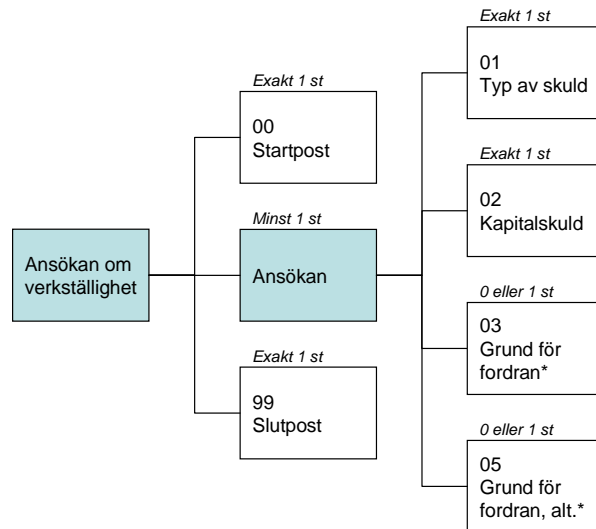 Ansökan om
verkställighet
Exakt 1 st
00
Startpost
Minst 1 st
Ansökan
Exakt 1 st
99
Slutpost
Exakt 1 st
01
Typ av skuld
Exakt 1 st
02
Kapitalskuld
0 eller 1 st
03
Grund för
fordran*
0 eller 1 st
05
Grund för
fordran, alt.*